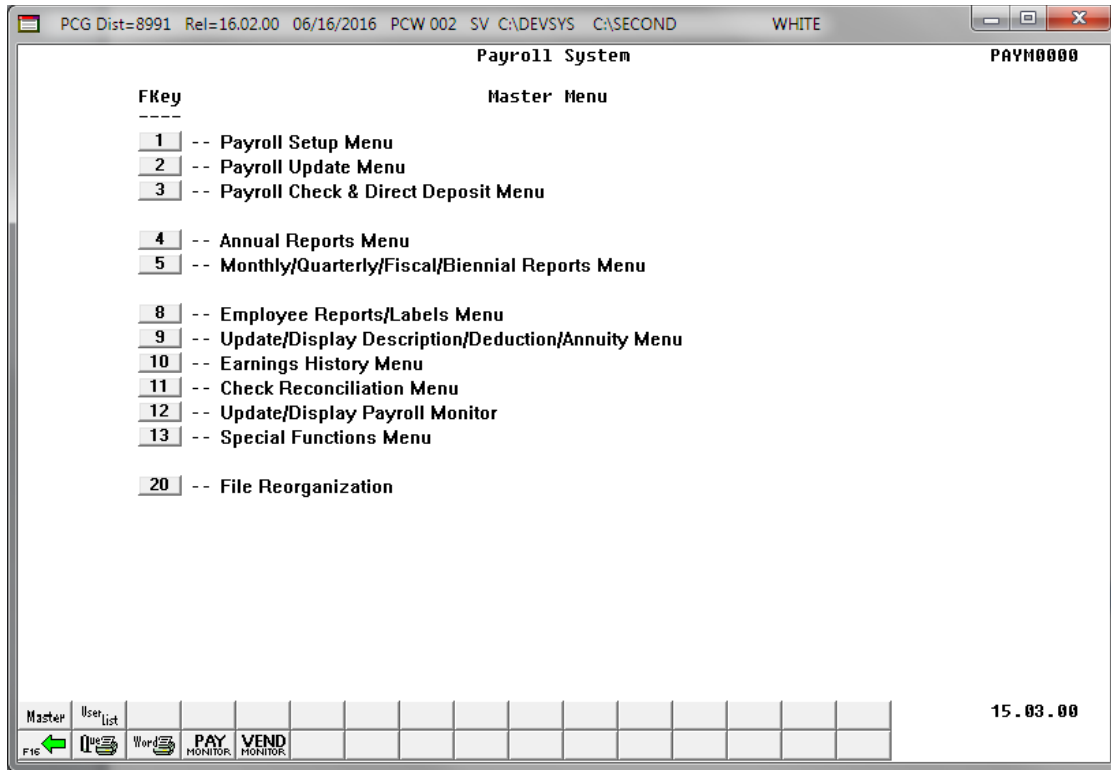 PCG Dist=8991 Rel=16.02.00 06/16/2016 PCW 002 SV C:\DEVSYS C:\SECOND WHITE
Payroll System PAYM0000
FKey Master Menu
----
1 -- Payroll Setup Menu
2 -- Payroll Update Menu
3 -- Payroll Check & Direct Deposit Menu
4 -- Annual Reports Menu
5 -- Monthly/Quarterly/Fiscal/Biennial Reports Menu
8 -- Employee Reports/Labels Menu
9 -- Update/Display Description/Deduction/Annuity Menu
10 -- Earnings History Menu
11 -- Check Reconciliation Menu
12 -- Update/Display Payroll Monitor
13 -- Special Functions Menu
20 -- File Reorganization
Master User List 15.03.00
F16 Que Word PAY MONITOR VEND MONITOR